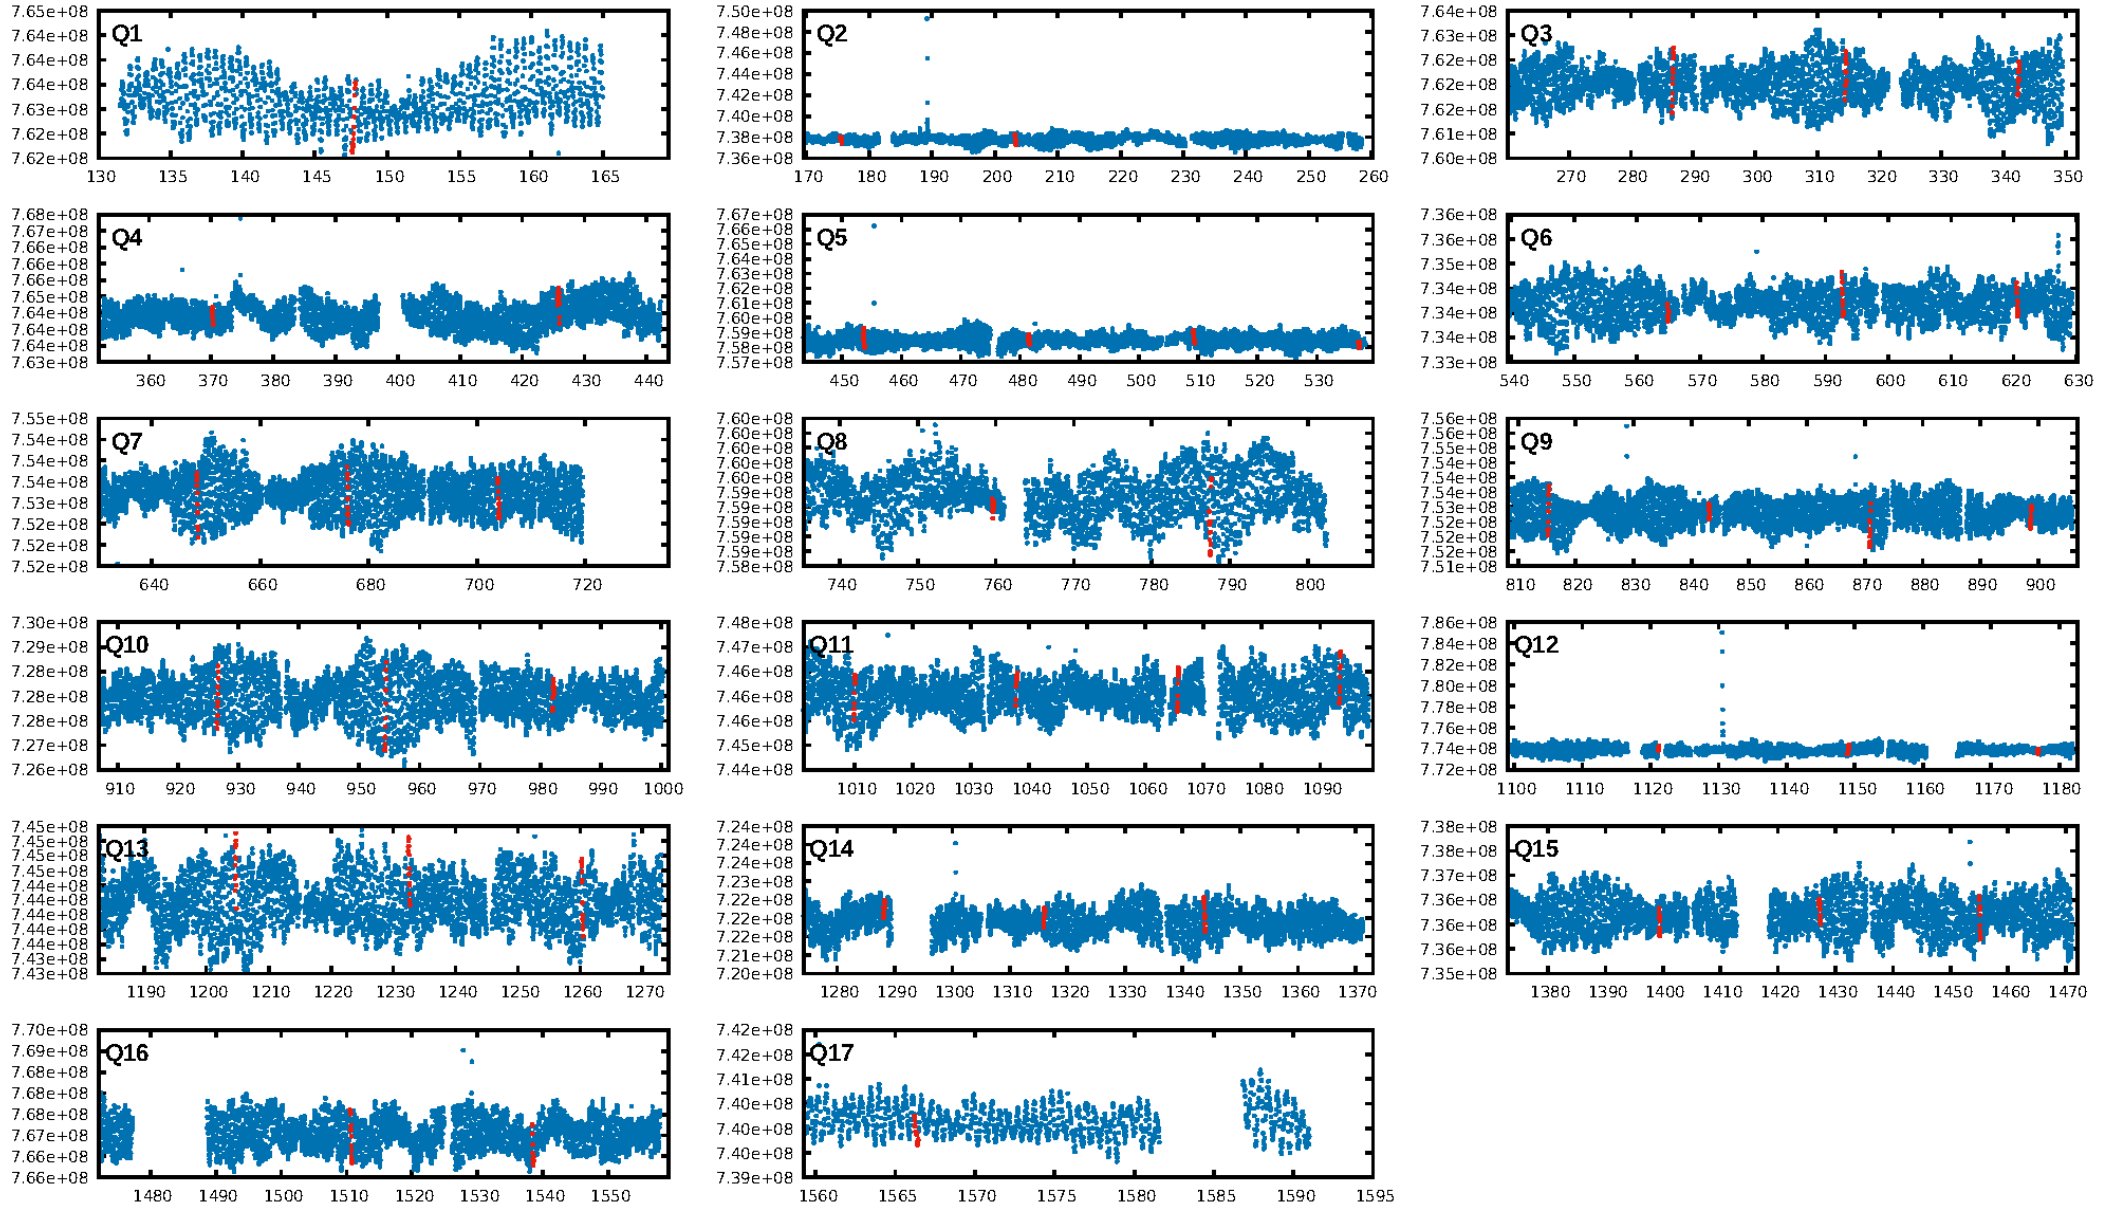 7.65e+08
Q1
7.64e+08
7.64e+08
7.64e+08
7.63e+08
7.62e+08
7.62e+08
130 135 140 145 150 155 160 165
7.50e+08
Q2
7.48e+08
7.46e+08
7.44e+08
7.42e+08
7.40e+08
7.38e+08
7.36e+08
170 180 190 200 210 220 230 240 250 260
7.64e+08
Q3
7.63e+08
7.62e+08
7.62e+08
7.62e+08
7.61e+08
7.60e+08
270 280 290 300 310 320 330 340 350
7.68e+08
Q4
7.67e+08
7.66e+08
7.66e+08
7.66e+08
7.65e+08
7.64e+08
7.64e+08
7.64e+08
7.63e+08
360 370 380 390 400 410 420 430 440
7.67e+08
Q5
7.66e+08
7.65e+08
7.64e+08
7.63e+08
7.62e+08
7.61e+08
7.60e+08
7.59e+08
7.58e+08
7.57e+08
450 460 470 480 490 500 510 520 530
7.36e+08
Q6
7.36e+08
7.35e+08
7.34e+08
7.34e+08
7.34e+08
7.33e+08
540 550 560 570 580 590 600 610 620 630
7.55e+08
Q7
7.54e+08
7.54e+08
7.54e+08
7.53e+08
7.52e+08
7.52e+08
7.52e+08
640 660 680 700 720
7.60e+08
Q8
7.60e+08
7.60e+08
7.60e+08
7.60e+08
7.59e+08
7.59e+08
7.59e+08
7.59e+08
7.59e+08
7.58e+08
740 750 760 770 780 790 800
7.56e+08
Q9
7.56e+08
7.55e+08
7.54e+08
7.54e+08
7.54e+08
7.53e+08
7.52e+08
7.52e+08
7.52e+08
7.51e+08
810 820 830 840 850 860 870 880 890 900
7.30e+08
Q10
7.29e+08
7.28e+08
7.28e+08
7.28e+08
7.27e+08
7.26e+08
910 920 930 940 950 960 970 980 990 1000
7.48e+08
Q11
7.47e+08
7.46e+08
7.46e+08
7.46e+08
7.45e+08
7.44e+08
1010 1020 1030 1040 1050 1060 1070 1080 1090
7.86e+08
Q12
7.84e+08
7.82e+08
7.80e+08
7.78e+08
7.76e+08
7.74e+08
7.72e+08
1100 1110 1120 1130 1140 1150 1160 1170 1180
7.45e+08
Q13
7.45e+08
7.45e+08
7.45e+08
7.44e+08
7.44e+08
7.44e+08
7.44e+08
7.43e+08
7.43e+08
7.43e+08
1190 1200 1210 1220 1230 1240 1250 1260 1270
7.24e+08
Q14
7.24e+08
7.24e+08
7.23e+08
7.22e+08
7.22e+08
7.22e+08
7.21e+08
7.20e+08
1280 1290 1300 1310 1320 1330 1340 1350 1360 1370
7.38e+08
Q15
7.38e+08
7.37e+08
7.36e+08
7.36e+08
7.36e+08
7.35e+08
1380 1390 1400 1410 1420 1430 1440 1450 1460 1470
7.70e+08
Q16
7.69e+08
7.68e+08
7.68e+08
7.68e+08
7.67e+08
7.66e+08
7.66e+08
1480 1490 1500 1510 1520 1530 1540 1550
7.42e+08
Q17
7.42e+08
7.41e+08
7.40e+08
7.40e+08
7.39e+08
7.39e+08
1560 1565 1570 1575 1580 1585 1590 1595